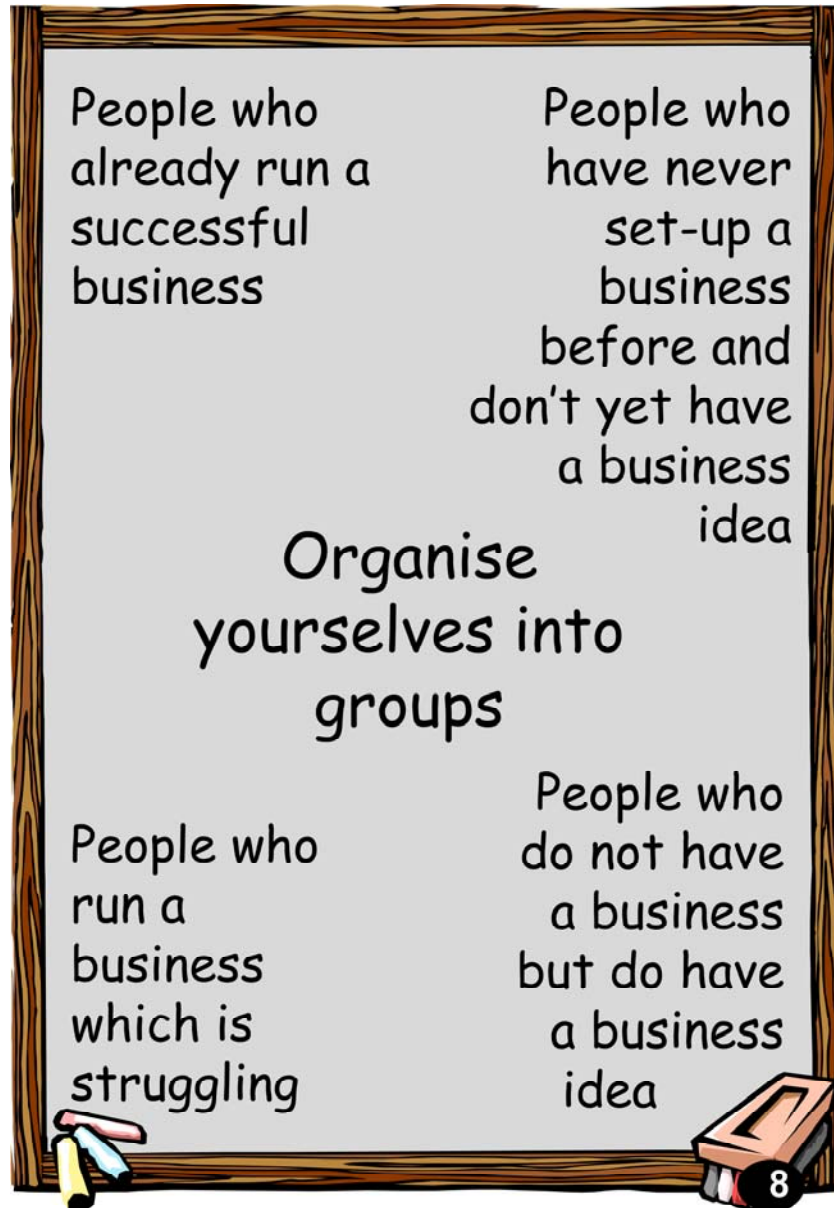 People who
already run a
successful
business
People who
have never
set-up a
business
before and
don't yet have
a business
idea
Organise
yourselves into
groups
People who
run a
business
which is
struggling
People who
do not have
a business
but do have
a business
idea
8